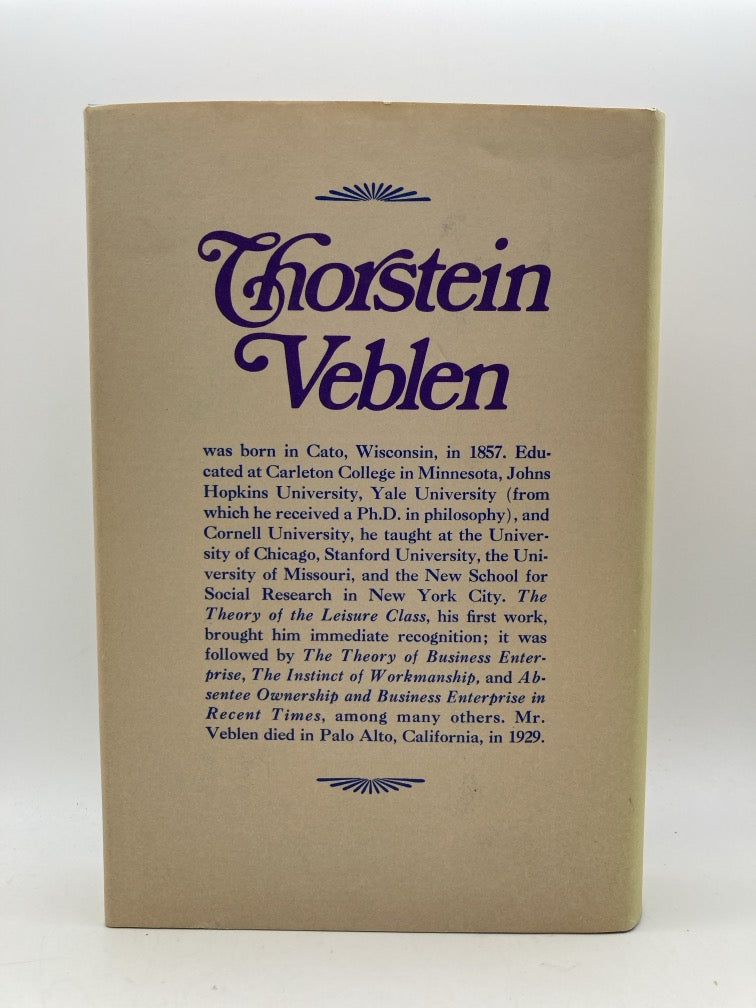 Thorstein
Veblen
was born in Cato, Wisconsin, in 1857. Edu-
cated at Carleton College in Minnesota, Johns
Hopkins University, Yale University (from
which he received a Ph.D. in philosophy), and
Cornell University, he taught at the Univer-
sity of Chicago, Stanford University, the Uni-
versity of Missouri, and the New School for
Social Research in New York City. The
Theory of the Leisure Class, his first work,
brought him immediate recognition; it was
followed by The Theory of Business Enter-
prise, The Instinct of Workmanship, and Ab-
sentee Ownership and Business Enterprise in
Recent Times, among many others. Mr.
Veblen died in Palo Alto, California, in 1929.